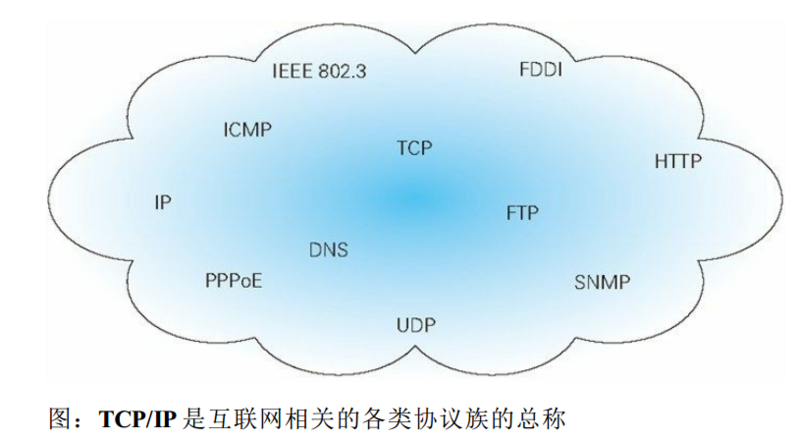 IEEE 802.3
FDDI
ICMP
TCP
HTTP
IP
FTP
DNS
PPPoE
SNMP
UDP
图：TCP/IP 是互联网相关的各类协议族的总称